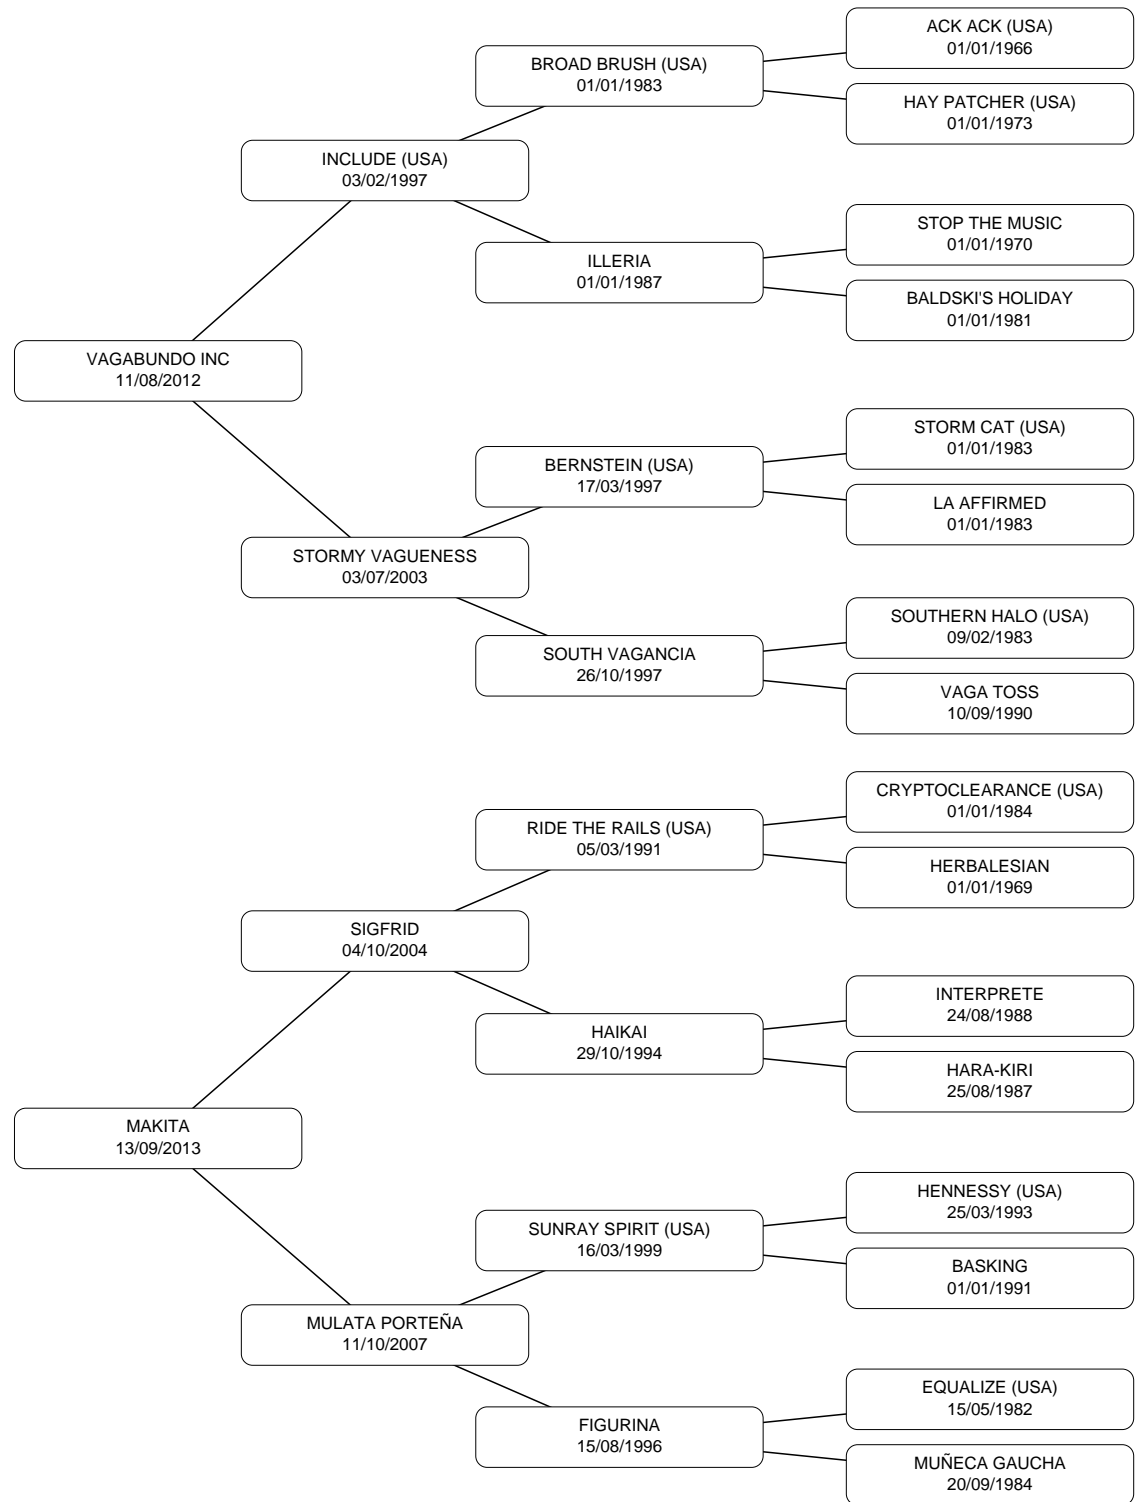 ACK ACK (USA)
01/01/1966
BROAD BRUSH (USA)
01/01/1983
HAY PATCHER (USA)
01/01/1973
INCLUDE (USA)
03/02/1997
STOP THE MUSIC
01/01/1970
ILLERIA
01/01/1987
BALDSKI'S HOLIDAY
01/01/1981
VAGABUNDO INC
11/08/2012
STORM CAT (USA)
01/01/1983
BERNSTEIN (USA)
17/03/1997
LA AFFIRMED
01/01/1983
STORMY VAGUENESS
03/07/2003
SOUTHERN HALO (USA)
09/02/1983
SOUTH VAGANCIA
26/10/1997
VAGA TOSS
10/09/1990
CRYPTOCLEARANCE (USA)
01/01/1984
RIDE THE RAILS (USA)
05/03/1991
HERBALESIAN
01/01/1969
SIGFRID
04/10/2004
INTERPRETE
24/08/1988
HAIKAI
29/10/1994
HARA-KIRI
25/08/1987
MAKITA
13/09/2013
HENNESSY (USA)
25/03/1993
SUNRAY SPIRIT (USA)
16/03/1999
BASKING
01/01/1991
MULATA PORTEÑA
11/10/2007
EQUALIZE (USA)
15/05/1982
FIGURINA
15/08/1996
MUÑECA GAUCHA
20/09/1984